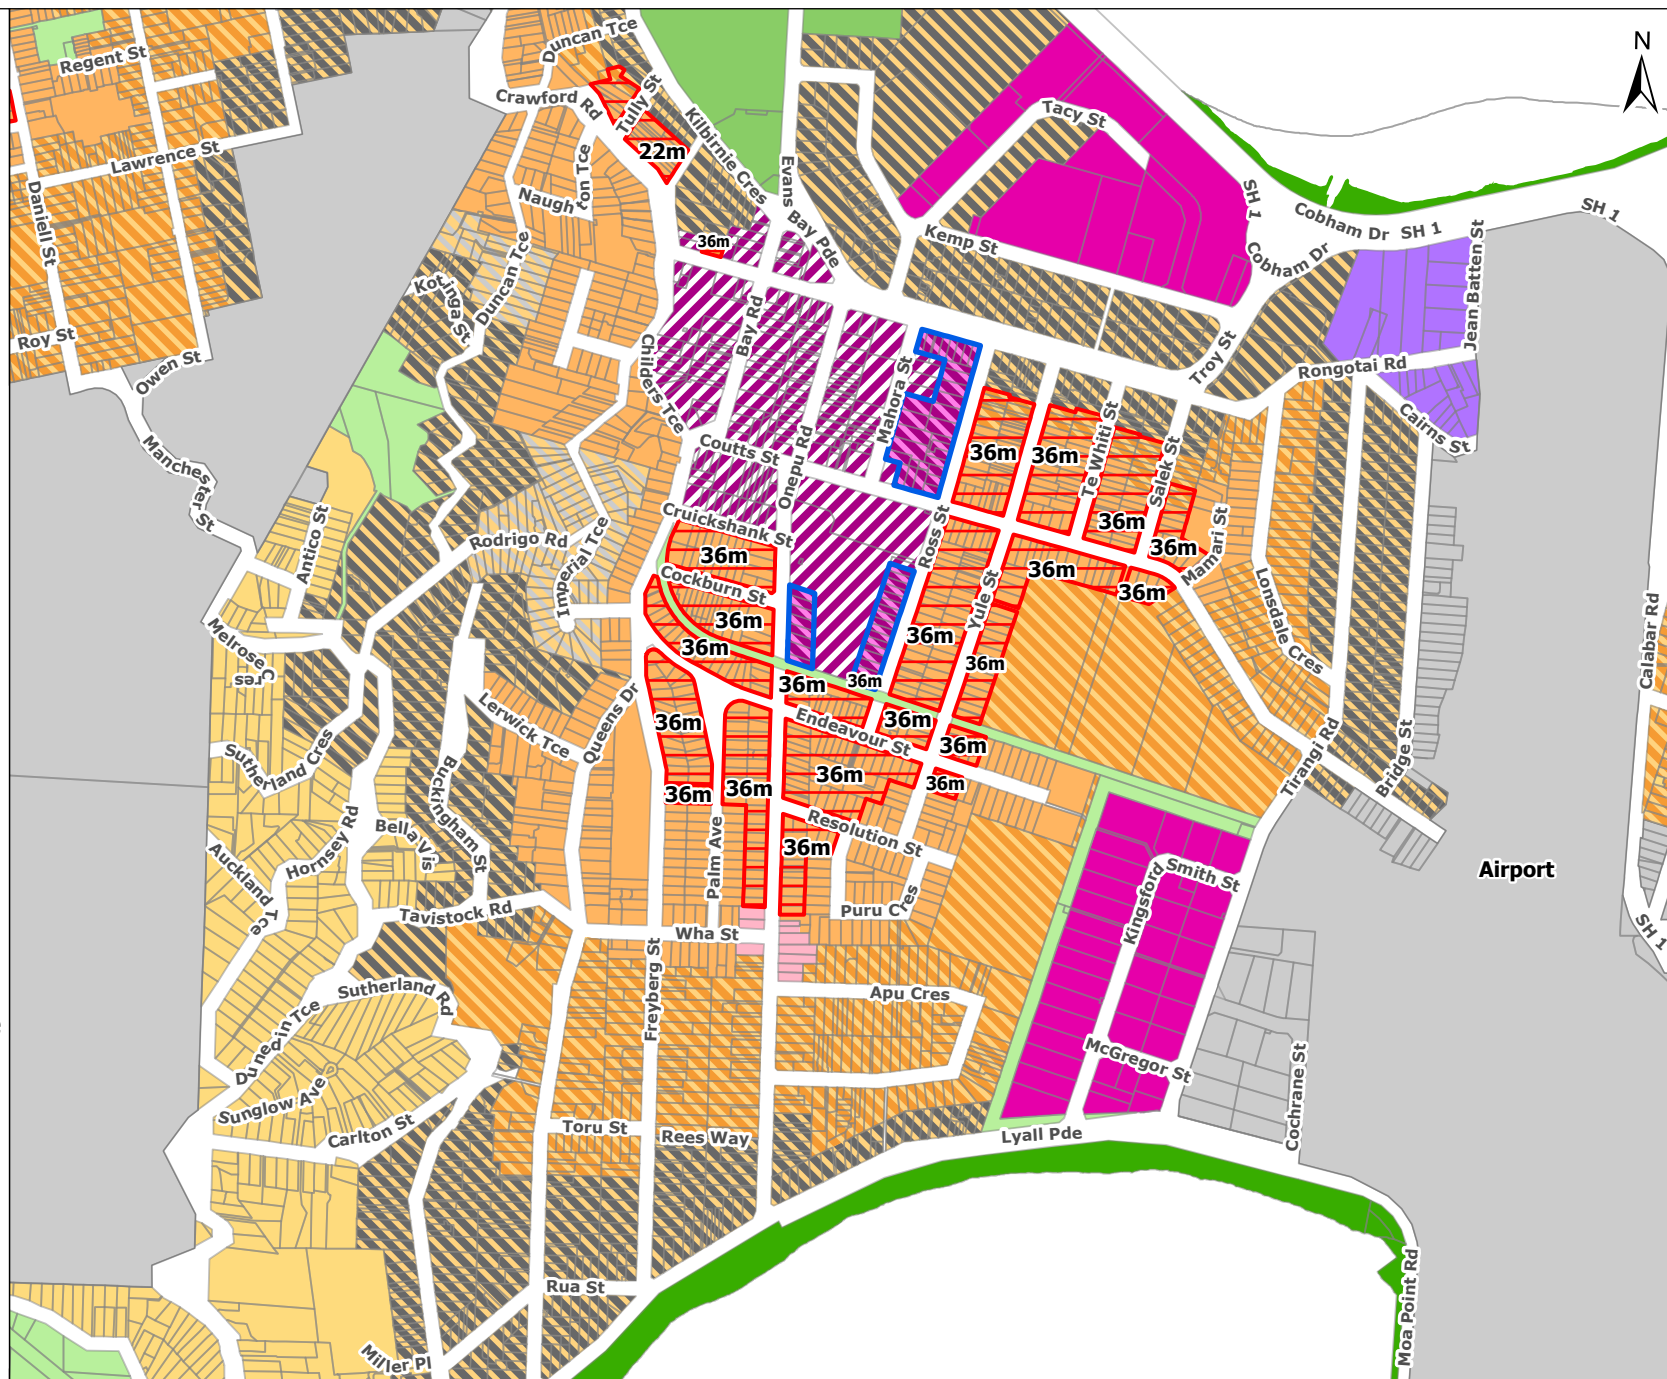 Duncan Tce
N
Regent St
Crawford Rd
Tully St
Tacy St
Kilbirnie Cres
22m
Lawrence St
Naughton Tce
Evans Bay Pde
Daniell St
SH 1
Cobham Dr
SH 1
SH 1
Kemp St
36m
Cobham Dr
Duncan Tce
Kotinga St
Jean Batten St
Bay Rd
Roy St
Owen St
Childers Tce
Mahora St
Troy St
Rongotai Rd
Cairns St
Manchester St
Coutts St
Onepu Rd
36m
36m
Te Whiti St
Salek St
Antico St
Cruickshank St
Rodrigo Rd
Imperial Tce
Ross St
36m
36m
Mamari St
36m
36m
36m
Cockburn St
Yule St
Lonsdale Cres
Calabar Rd
36m
36m
36m
36m
Melrose Cres
36m
36m
36m
Lerwick Tce
Queens Dr
36m
Endeavour St
36m
36m
Sutherland Cres
Tirangi Rd
Bridge St
Buckingham St
36m
36m
36m
36m
Hornsey Rd
Bella Vis
Palm Ave
Resolution St
36m
Auckland Tce
Smith St
Kingsford
Airport
Tavistock Rd
Puru Cres
Wha St
SH 1
Freyberg St
Sutherland Rd
Apu Cres
Dunedin Tce
McGregor St
Cochrane St
Sunglow Ave
Carlton St
Toru St
Rees Way
Lyall Pde
Rua St
Moa Point Rd
Miller Pl